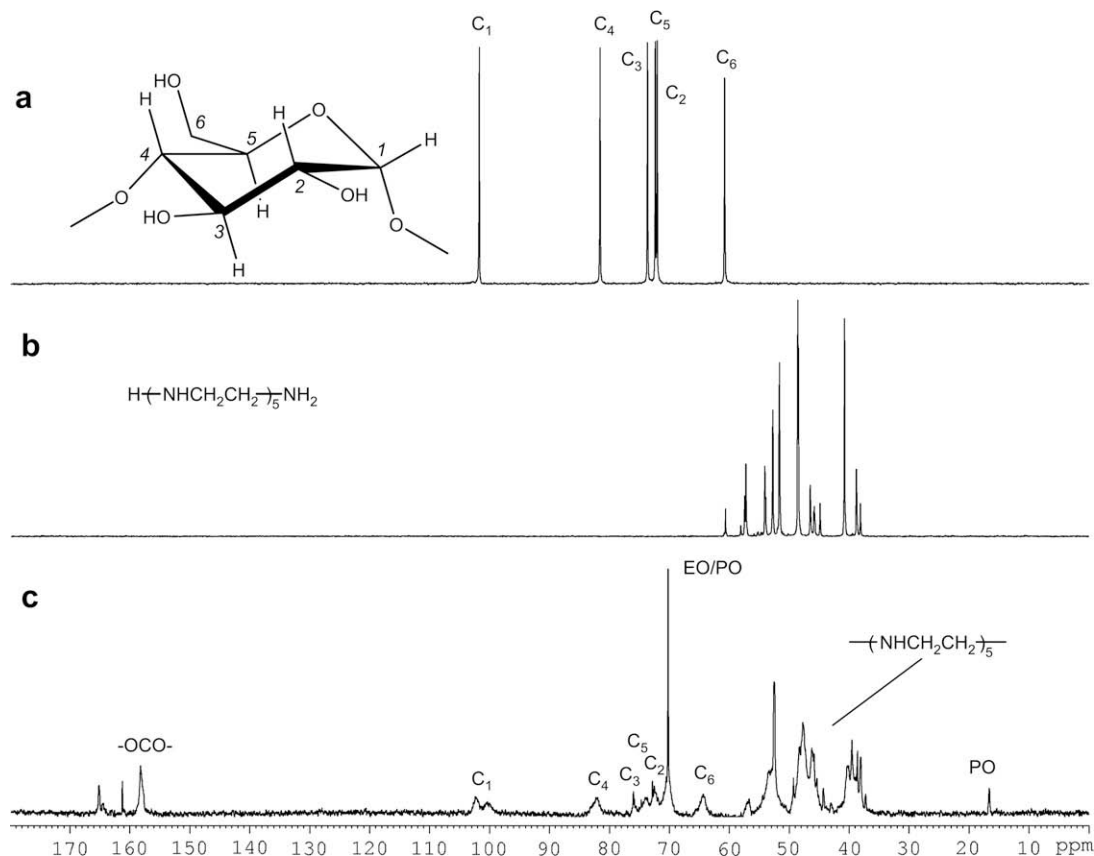 a
C₁
C₄
C₃
C₅
C₂
C₆
HO
H
6
H
O
5
4
1
H
2
O
OH
HO
H
3
O
H
b
H-(NHCH₂CH₂)₅-NH₂
c
EO/PO
-(NHCH₂CH₂)₅-
-OCO-
C₁
C₄
C₃
C₅
C₂
C₆
PO
170 160 150 140 130 120 110 100 90 80 70 60 50 40 30 20 10 ppm